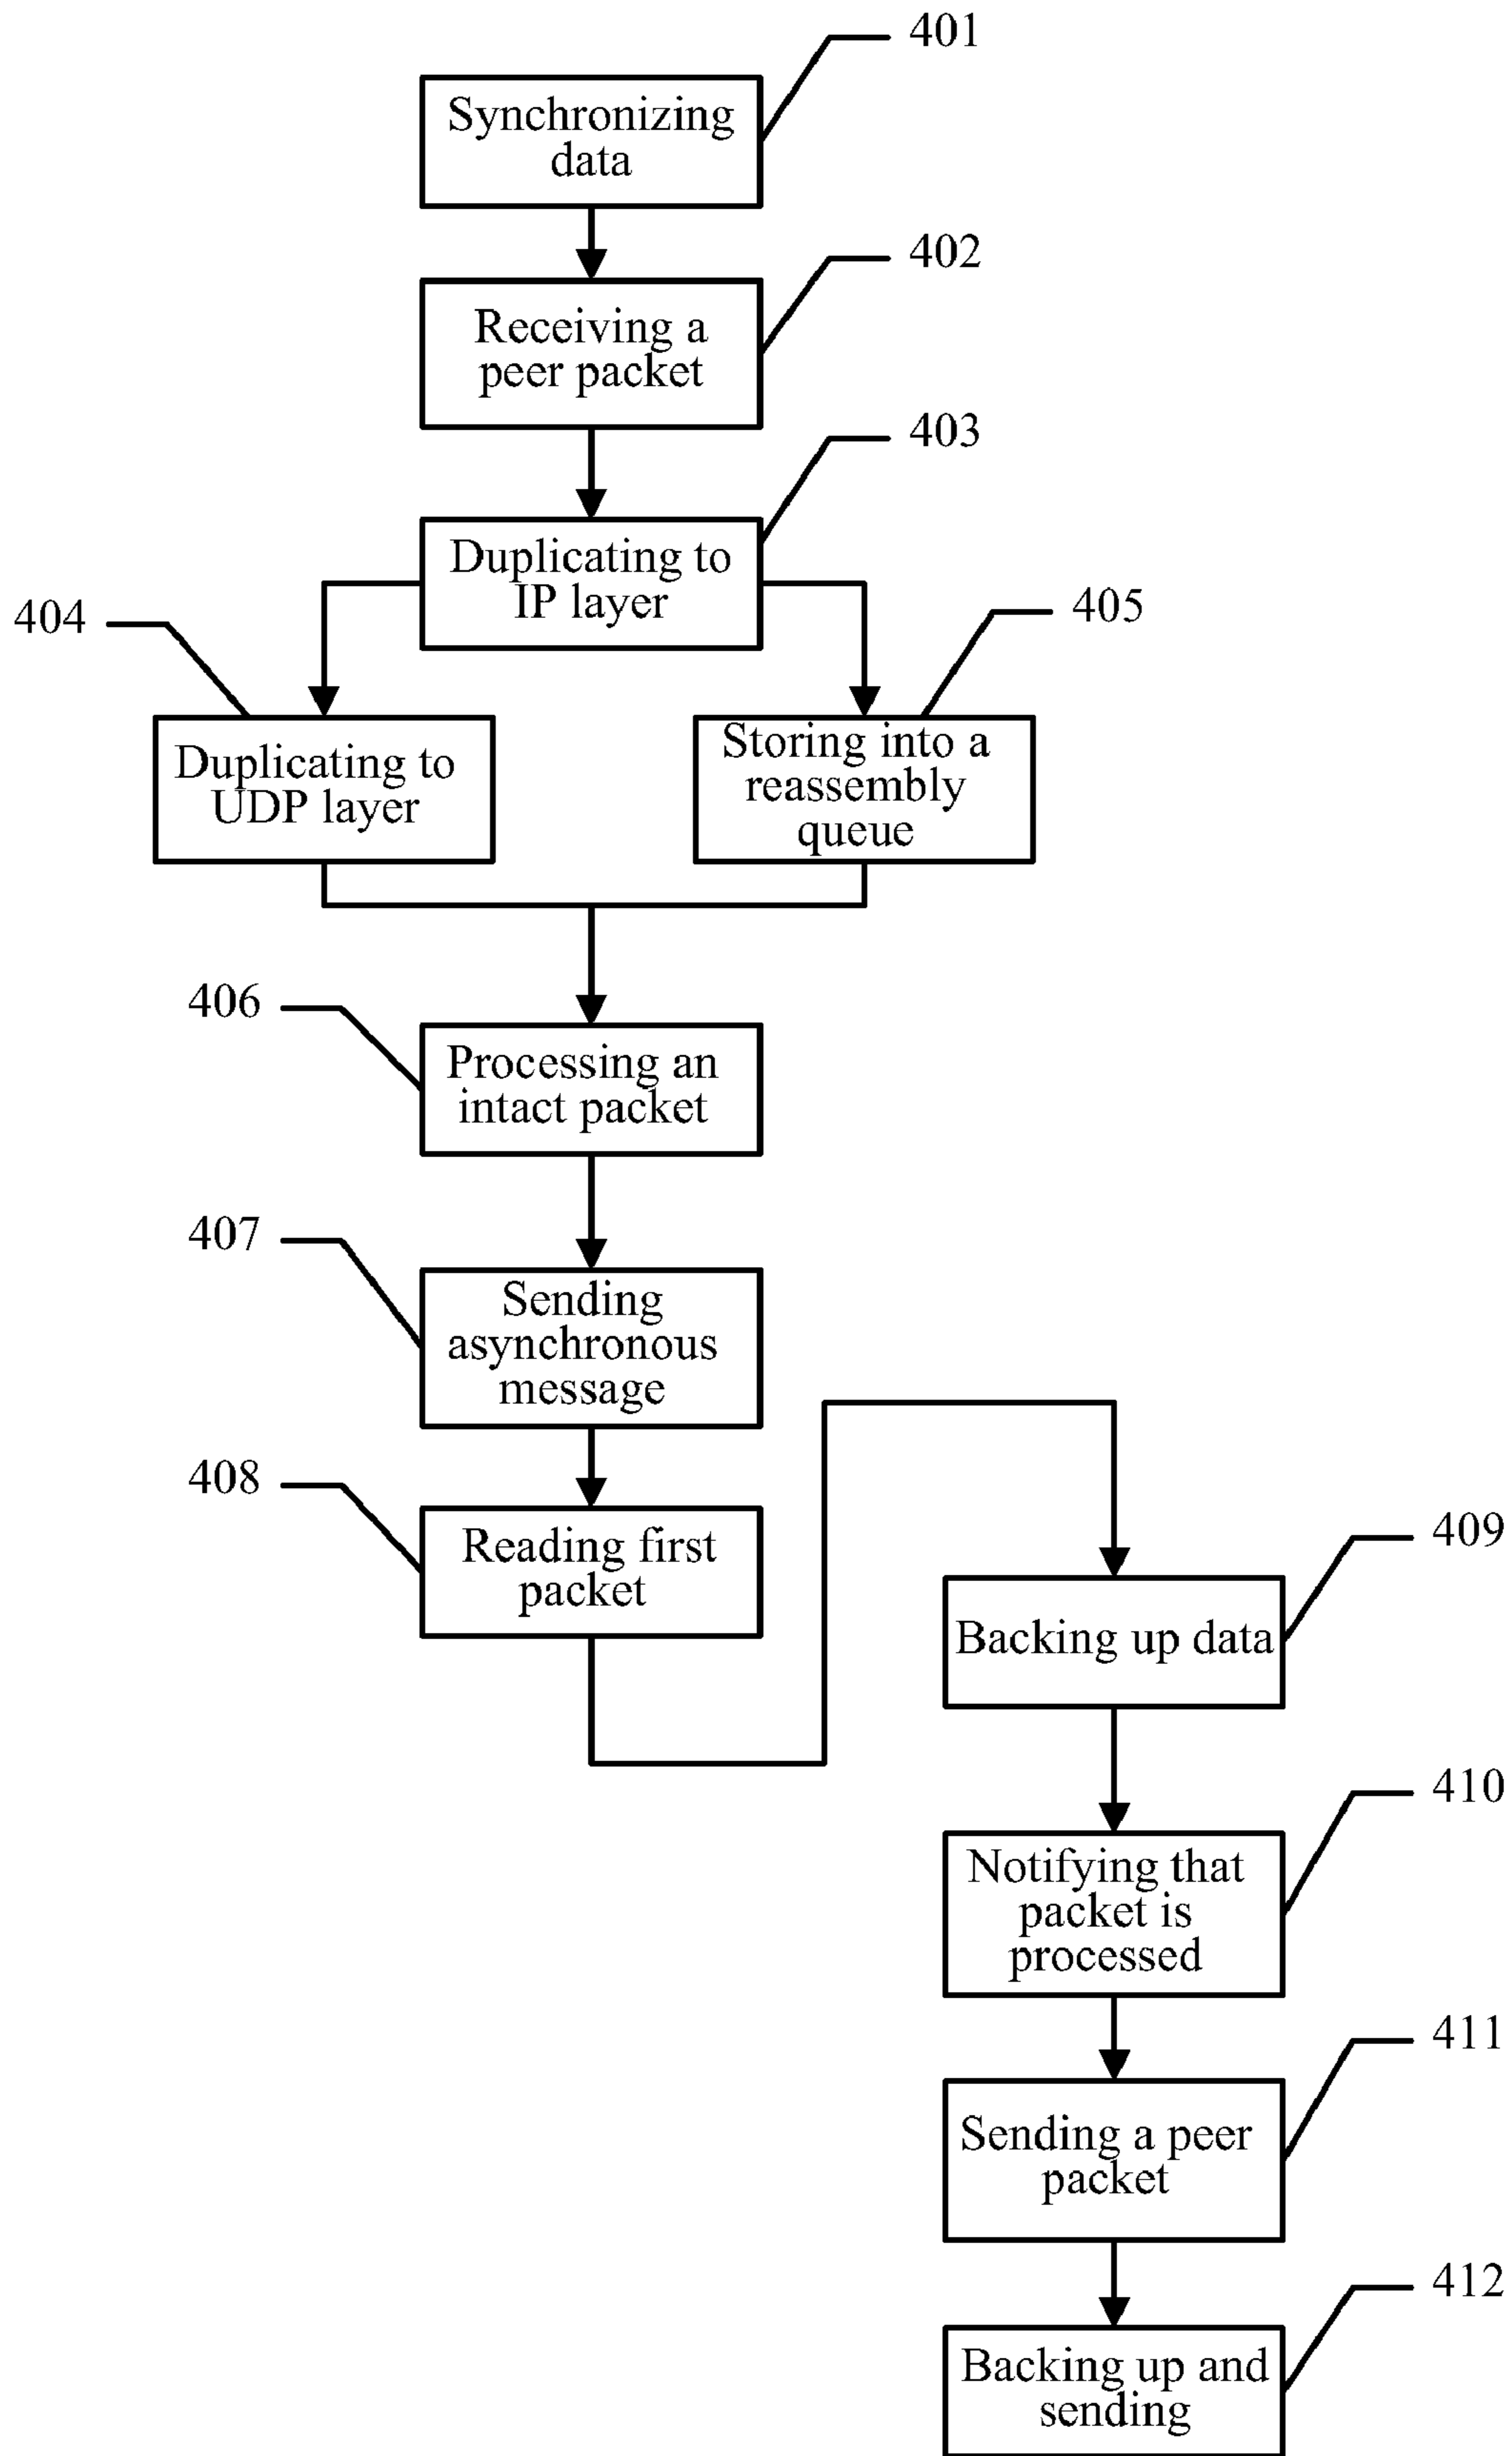 401
Synchronizing
data
402
Receiving a
peer packet
403
Duplicating to
IP layer
404
405
Duplicating to
UDP layer
Storing into a
reassembly
queue
406
Processing an
intact packet
407
Sending
asynchronous
message
408
Reading first
packet
409
Backing up data
410
Notifying that
packet is
processed
411
Sending a peer
packet
412
Backing up and
sending